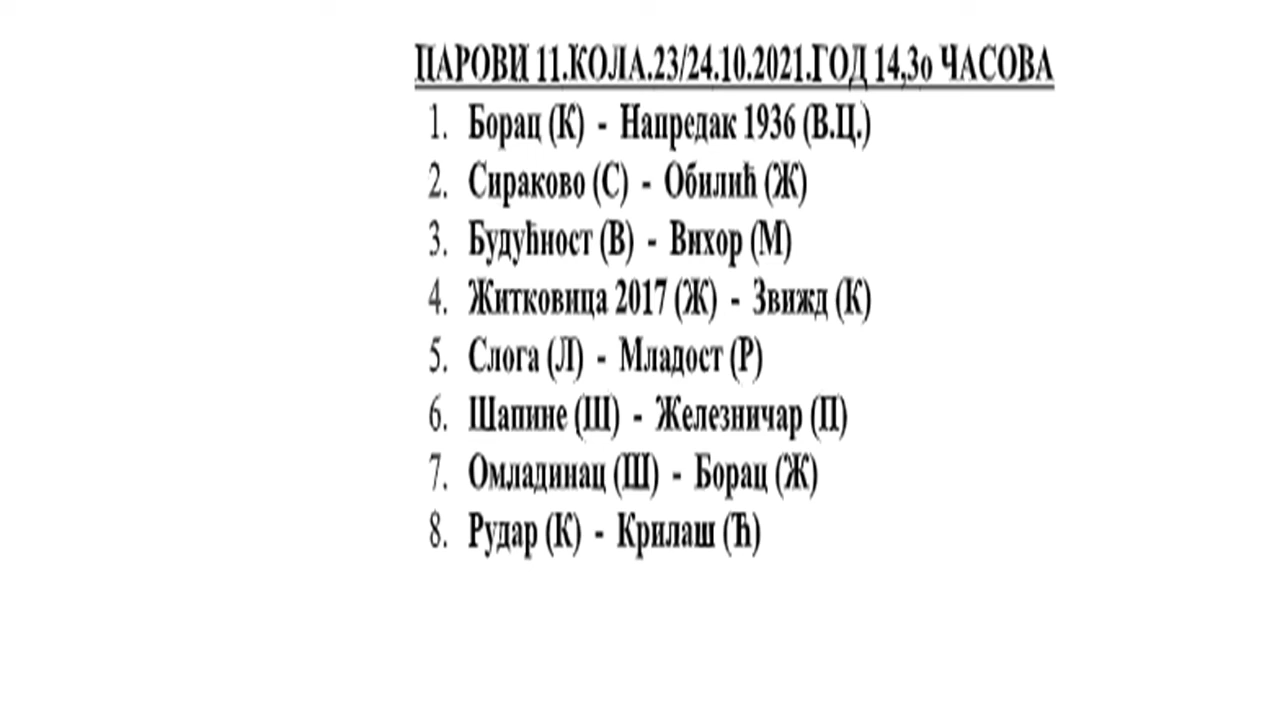 ПАРОВИ 11.КОЛА.23/24.10.2021.ГОД 14,3о ЧАСОВА
1. Борац (К) - Напредак 1936 (В.Ц.)
2. Сираково (С) - Обилић (Ж)
3. Будућност (В) - Вихор (М)
4. Житковица 2017 (Ж) - Звижд (К)
5. Слога (Л) - Младост (Р)
6. Шапине (Ш) - Железничар (П)
7. Омладинац (Ш) - Борац (Ж)
8. Рудар (К) - Крилаш (Ћ)